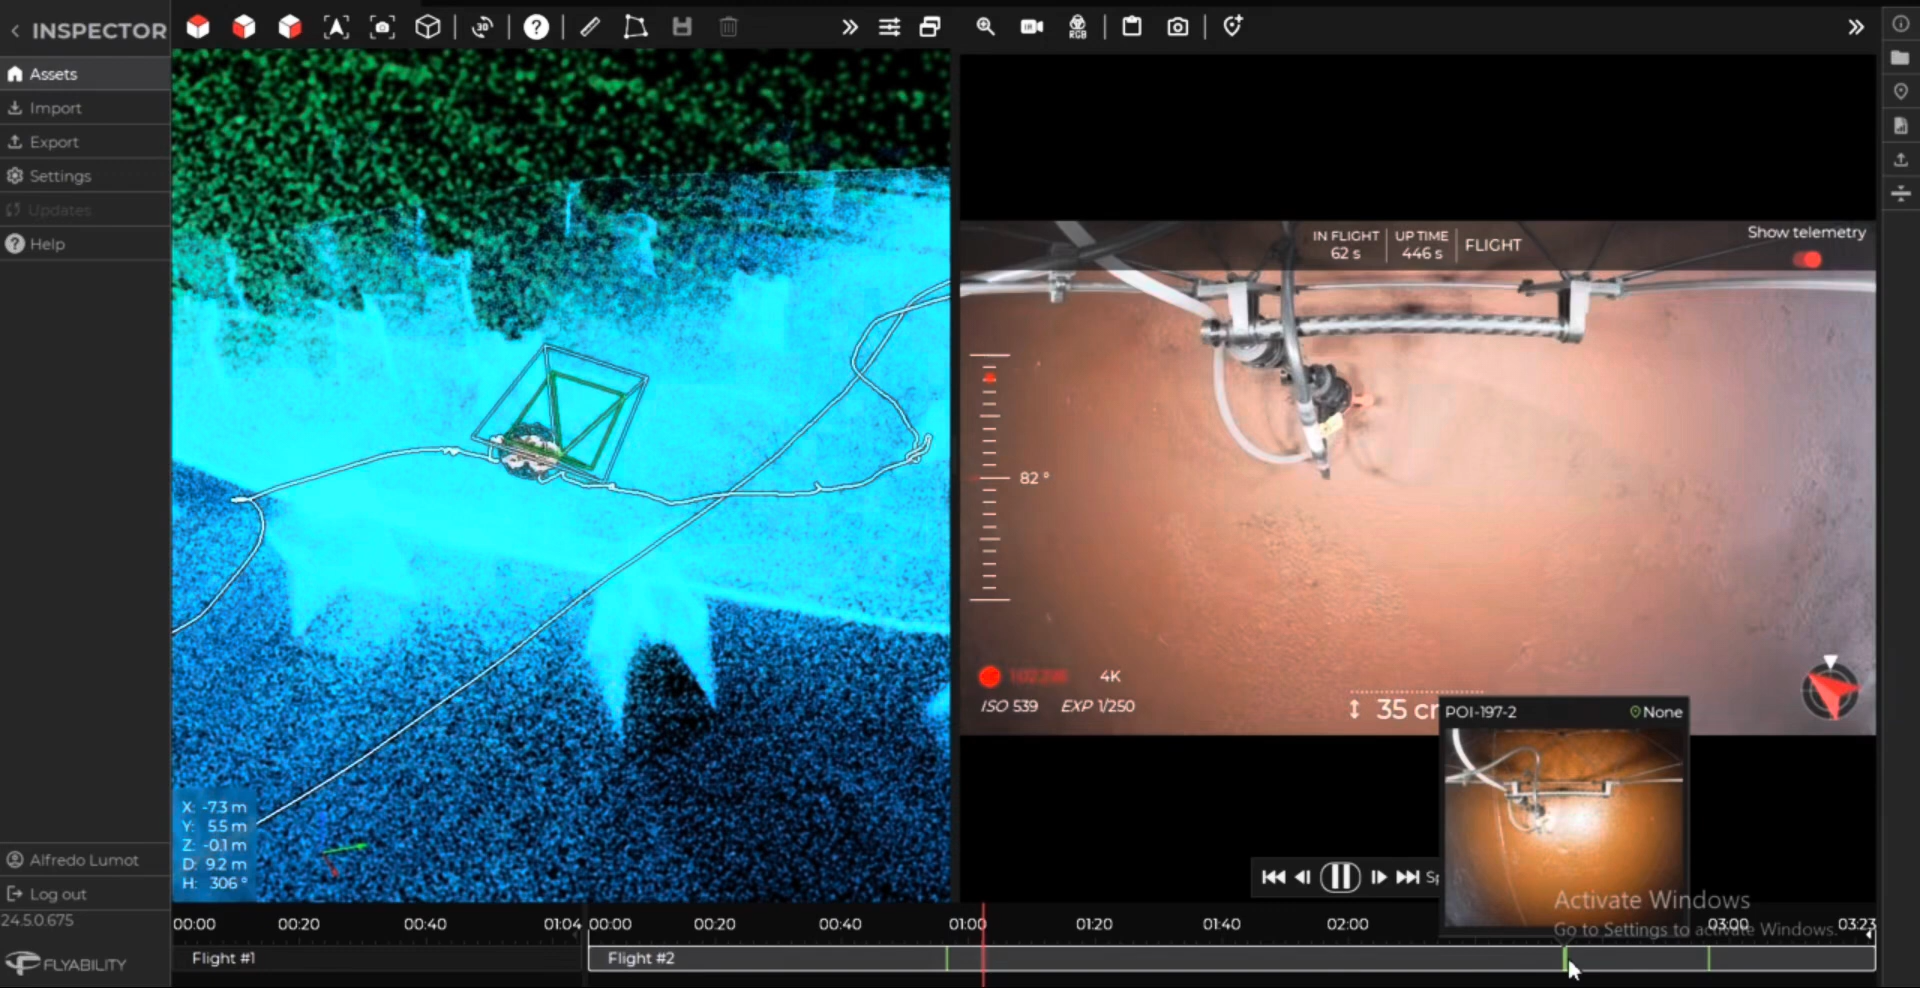 INSPECTOR
Assets
Import
Export
Settings
Updates
Help
30
?
IR
RGB
IN FLIGHT
62 s
UP TIME
446 s
FLIGHT
Show telemetry
82 °
4K
ISO 539
EXP 1/250
35
POI-197-2
None
X: -7.3 m
Y: 5.5 m
Z: -0.1 m
D: 9.2 m
H: 306 °
Alfredo Lumot
Log out
24.5.0.675
FLYABILITY
Activate Windows
Go to Settings to activate Windows.
00:00 00:20 00:40 01:04
00:00 00:20 00:40 01:00 01:20 01:40 02:00 03:00 03:23
Flight #1
Flight #2